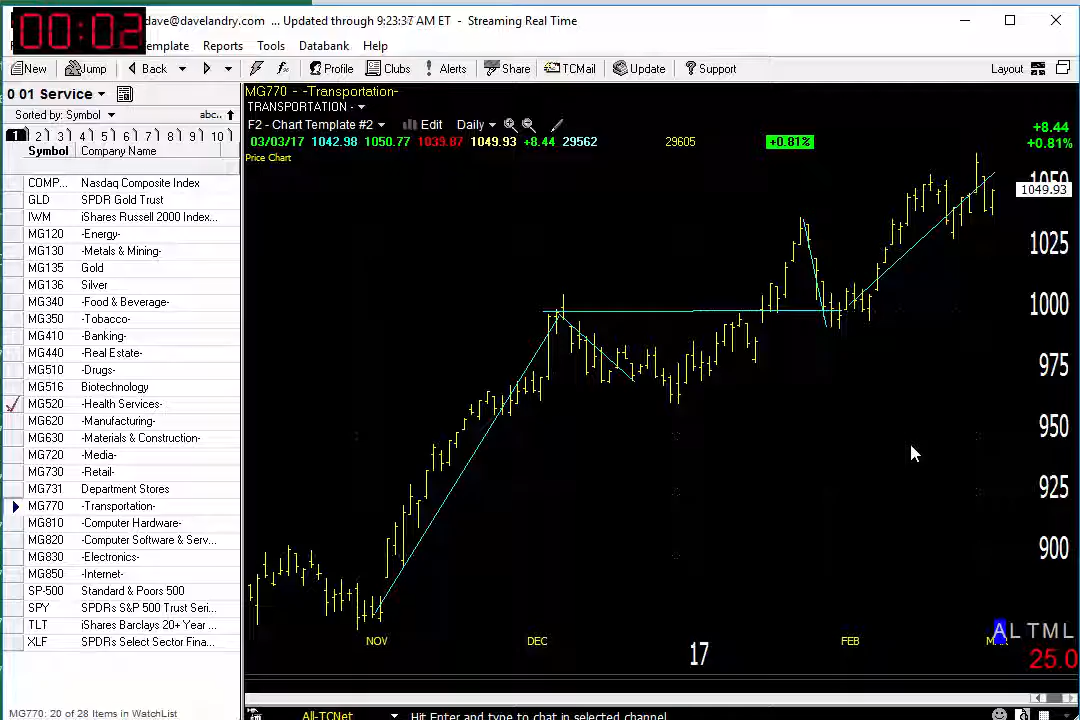 dave@davelandry.com ... Updated through 9:23:37 AM ET - Streaming Real Time
00:02
emplate Reports Tools Databank Help
New Jump Back Profile Clubs Alerts Share TCMail Update Support Layout
0 01 Service
MG770 - -Transportation-
TRANSPORTATION -
Sorted by: Symbol abc..
F2 - Chart Template #2 Edit Daily
+8.44
1 2 3 4 5 6 7 8 9 10
03/03/17 1042.98 1050.77 1039.87 1049.93 +8.44 29562 29605 +0.81% +0.81%
Symbol Company Name
Price Chart
COMP... Nasdaq Composite Index
GLD SPDR Gold Trust
IWM iShares Russell 2000 Index...
MG120 -Energy-
MG130 -Metals & Mining-
MG135 Gold
MG136 Silver
MG340 -Food & Beverage-
MG350 -Tobacco-
MG410 -Banking-
MG440 -Real Estate-
MG510 -Drugs-
MG516 Biotechnology
MG520 -Health Services-
MG620 -Manufacturing-
MG630 -Materials & Construction-
MG720 -Media-
MG730 -Retail-
MG731 Department Stores
MG770 -Transportation-
MG810 -Computer Hardware-
MG820 -Computer Software & Serv...
MG830 -Electronics-
MG850 -Internet-
SP-500 Standard & Poors 500
SPY SPDRs S&P 500 Trust Seri...
TLT iShares Barclays 20+ Year ...
XLF SPDRs Select Sector Fina...
1050
1049.93
1025
1000
975
950
925
900
NOV DEC 17 FEB
A L T M L
25.0
MG770: 20 of 28 Items in WatchList
All-TCNet Hit Enter and type to chat in selected channel